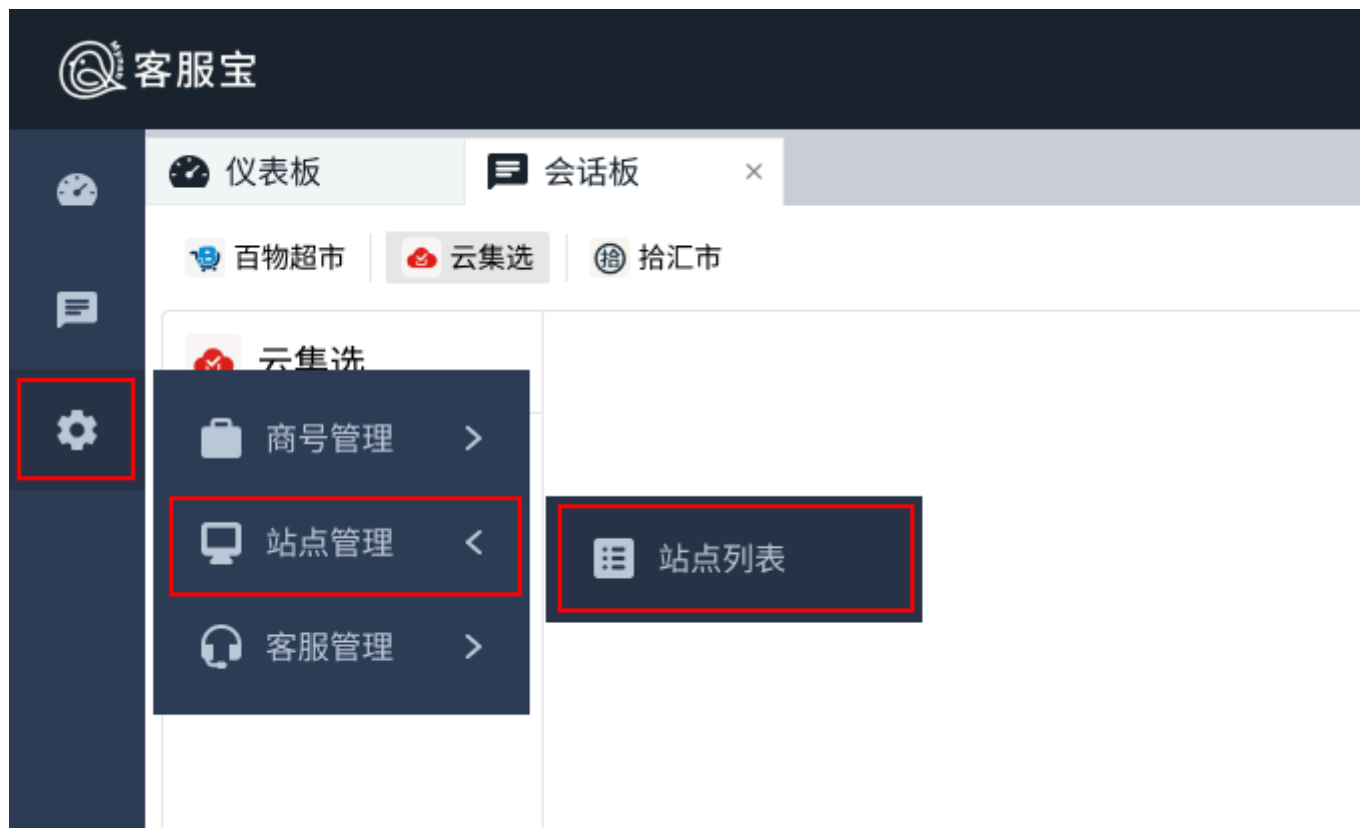 客服宝
仪表板
会话板 ×
百物超市
云集选
拾汇市
云集选
商号管理
站点管理
站点列表
客服管理